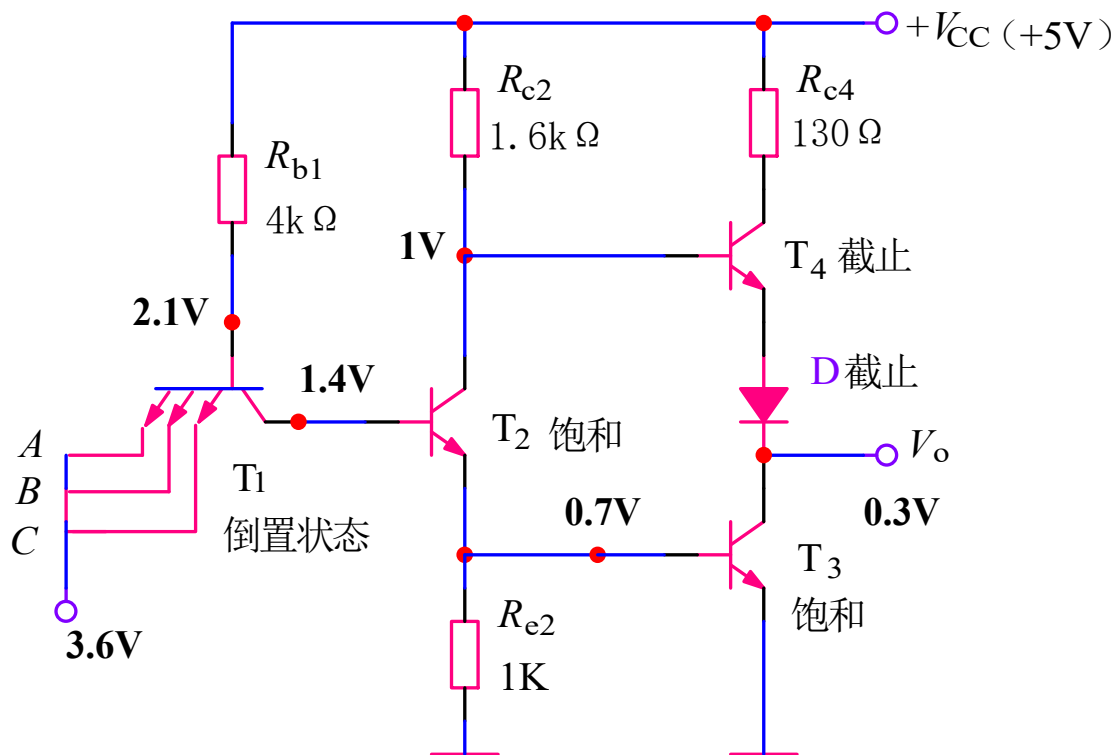 +VCC（+5V）
Rc2
1.6kΩ
Rc4
130Ω
Rb1
4kΩ
1V
T4 截止
2.1V
1.4V
D截止
T2 饱和
A
B
C
T1
倒置状态
Vo
0.7V
0.3V
T3
饱和
3.6V
Re2
1K